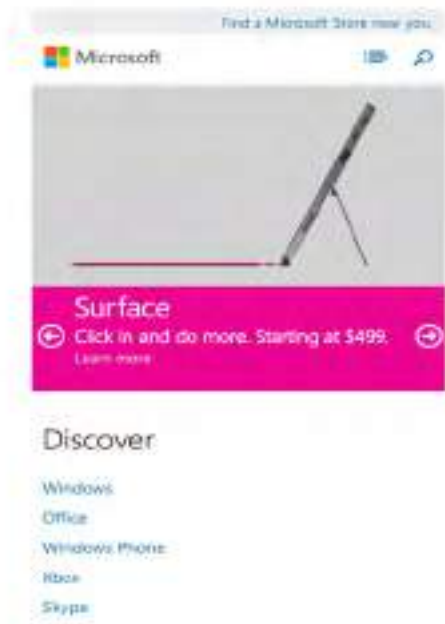 Find a Microsoft Store near you.
Microsoft
Surface
Click in and do more. Starting at $499.
Learn more
Discover
Windows
Office
Windows Phone
Xbox
Skype